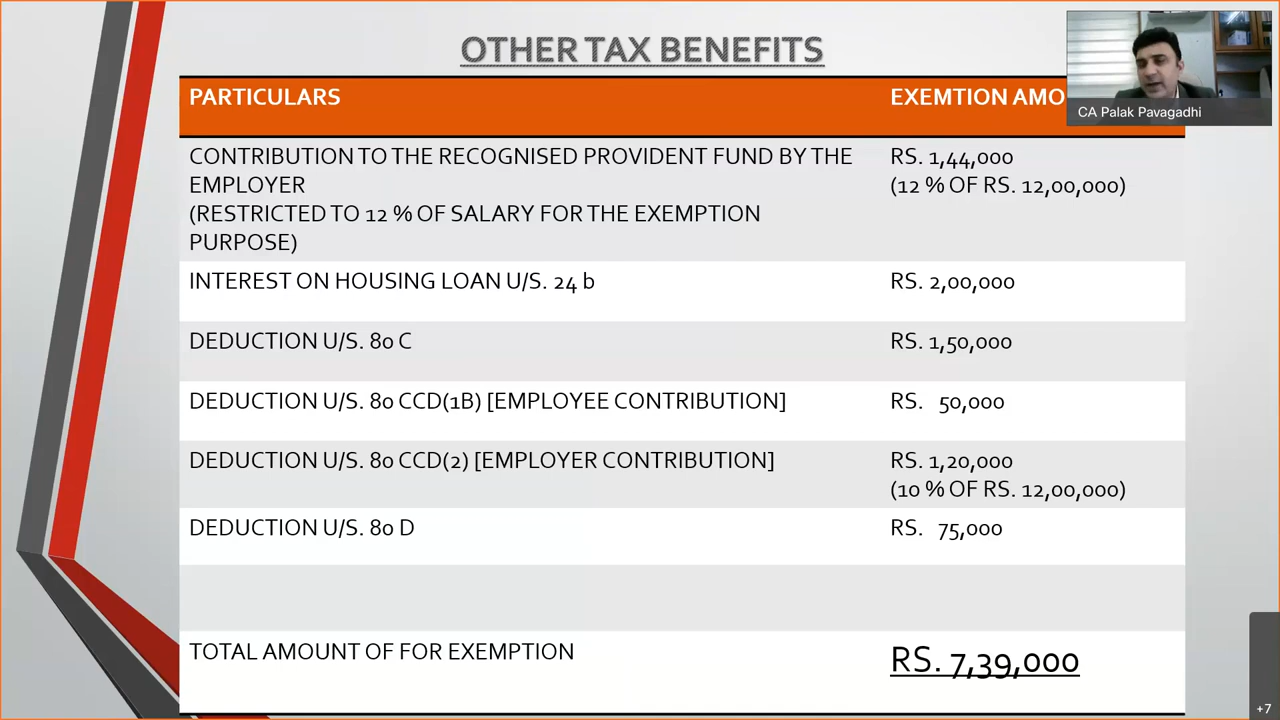 OTHER TAX BENEFITS
PARTICULARS
EXEMTION AMO
CA Palak Pavagadhi
CONTRIBUTION TO THE RECOGNISED PROVIDENT FUND BY THE
EMPLOYER
(RESTRICTED TO 12 % OF SALARY FOR THE EXEMPTION
PURPOSE)
RS. 1,44,000
(12 % OF RS. 12,00,000)
INTEREST ON HOUSING LOAN U/S. 24 b
RS. 2,00,000
DEDUCTION U/S. 80 C
RS. 1,50,000
DEDUCTION U/S. 80 CCD(1B) [EMPLOYEE CONTRIBUTION]
RS. 50,000
DEDUCTION U/S. 80 CCD(2) [EMPLOYER CONTRIBUTION]
RS. 1,20,000
(10 % OF RS. 12,00,000)
DEDUCTION U/S. 80 D
RS. 75,000
TOTAL AMOUNT OF FOR EXEMPTION
RS. 7,39,000
+7